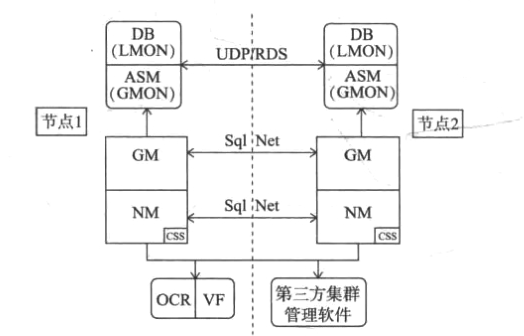 DB
(LMON)
ASM
(GMON)
UDP/RDS
DB
(LMON)
ASM
(GMON)
节点1
节点2
GM
Sql Net
GM
NM
Sql Net
NM
CSS
CSS
OCR
VF
第三方集群
管理软件